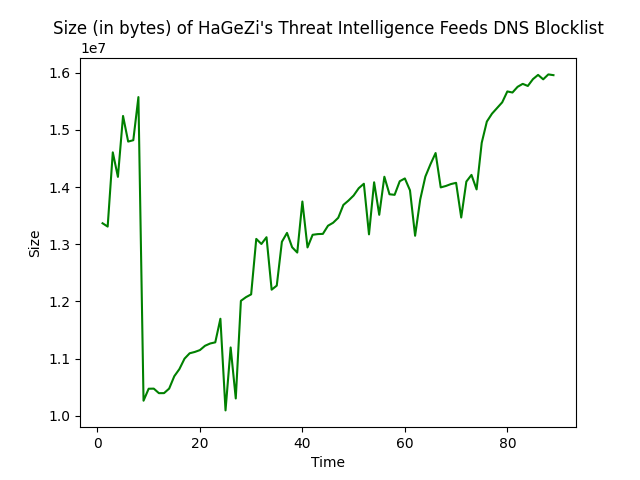 Size (in bytes) of HaGeZi's Threat Intelligence Feeds DNS Blocklist
1e7
1.6
1.5
1.4
1.3
1.2
1.1
1.0
Size
0 20 40 60 80
Time